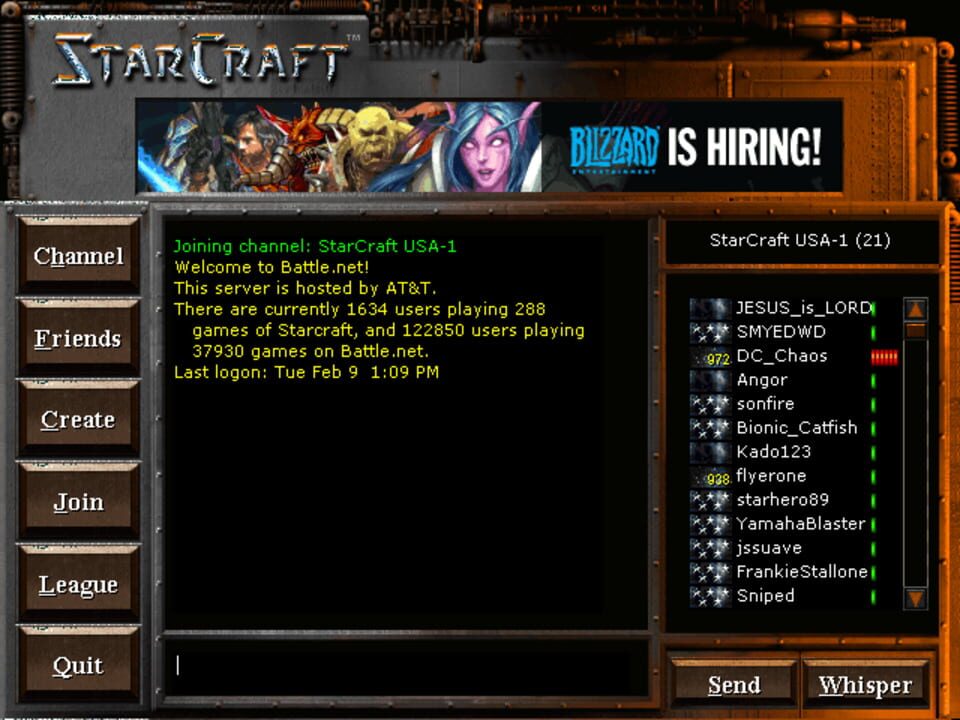 STARCRAFT™
BLIZZARD ENTERTAINMENT IS HIRING!
Channel
Friends
Create
Join
League
Quit
Joining channel: StarCraft USA-1
Welcome to Battle.net!
This server is hosted by AT&T.
There are currently 1634 users playing 288
games of Starcraft, and 122850 users playing
37930 games on Battle.net.
Last logon: Tue Feb 9 1:09 PM
StarCraft USA-1 (21)
JESUS_is_LORD
SMYEDWD
972 DC_Chaos
Angor
sonfire
Bionic_Catfish
Kado123
938 flyerone
starhero89
YamahaBlaster
jssuave
FrankieStallone
Sniped
Send
Whisper